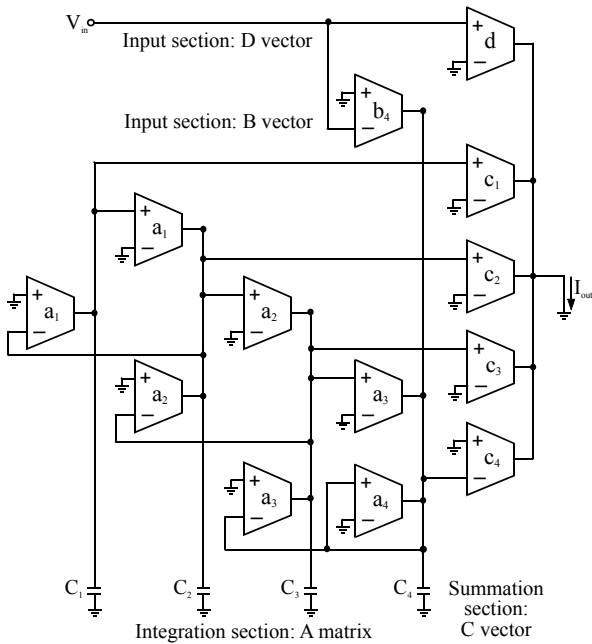 V_in
Input section: D vector
+
d
−
+
b_4
−
Input section: B vector
+
c_1
−
+
a_1
−
+
c_2
−
I_out
+
a_1
−
+
a_2
−
+
c_3
−
+
a_2
−
+
a_3
−
+
c_4
−
+
a_3
−
+
a_4
−
C_1
C_2
C_3
C_4
Summation
section:
C vector
Integration section: A matrix